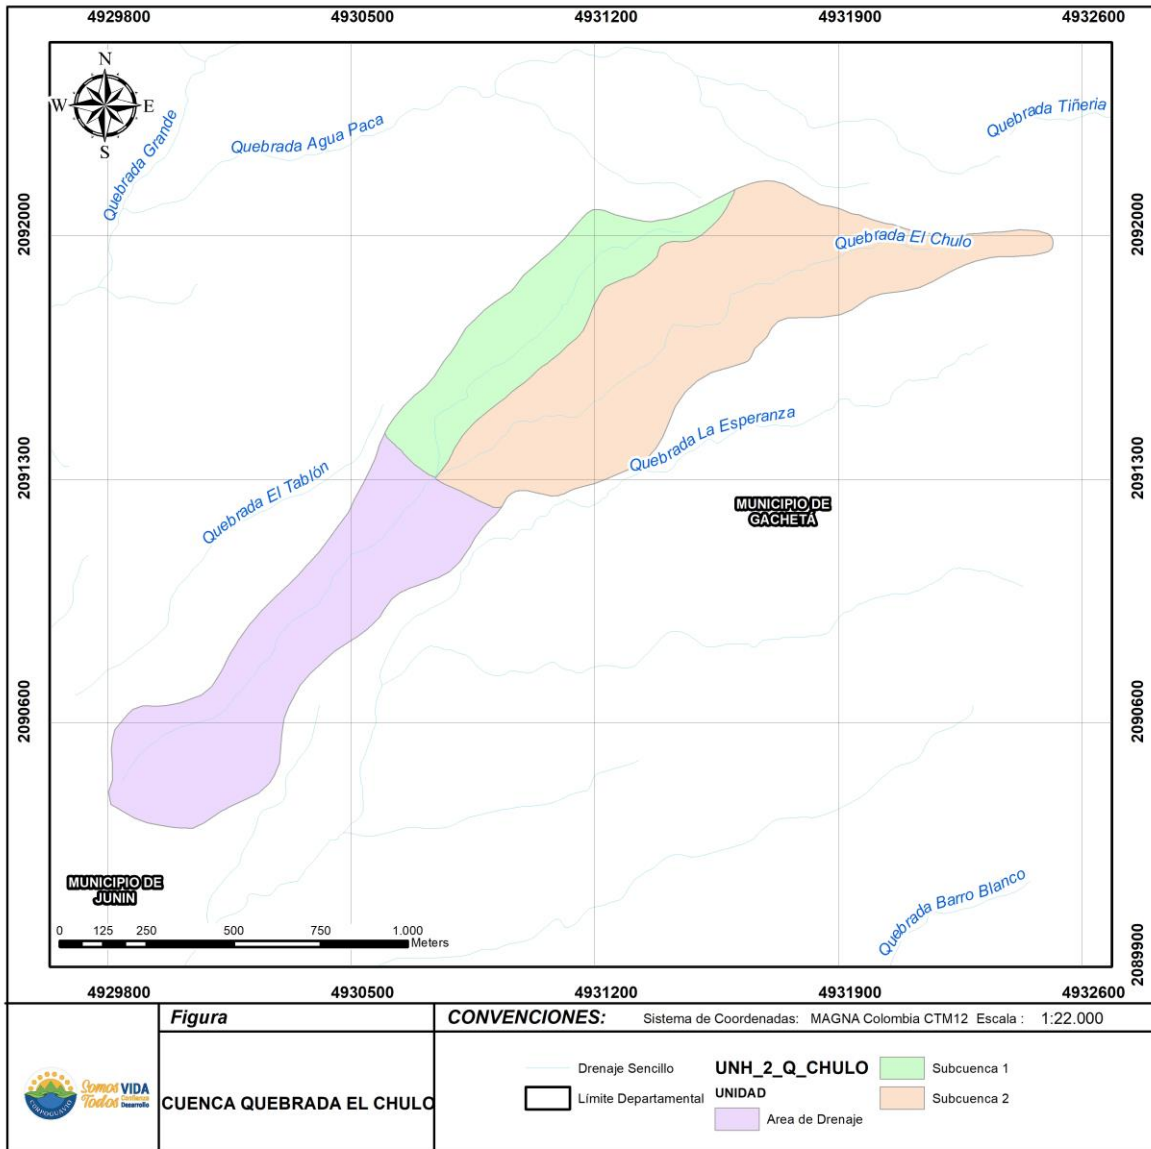 4929800 4930500 4931200 4931900 4932600
N
W E
S
Quebrada Grande
Quebrada Agua Paca
Quebrada Tiñeria
2092000
2092000
Quebrada El Chulo
Quebrada La Esperanza
2091300
2091300
Quebrada El Tablón
MUNICIPIO DE
GACHETÁ
2090600
2090600
MUNICIPIO DE
JUNIN
Quebrada Barro Blanco
0 125 250 500 750 1.000
Meters
2089900
4929800 4930500 4931200 4931900 4932600
Figura
CONVENCIONES: Sistema de Coordenadas: MAGNA Colombia CTM12 Escala : 1:22.000
CORPOGUAVIO
Somos VIDA
Todos Confianza
Desarrollo
CUENCA QUEBRADA EL CHULO
Drenaje Sencillo
Límite Departamental
UNH_2_Q_CHULO
UNIDAD
Area de Drenaje
Subcuenca 1
Subcuenca 2